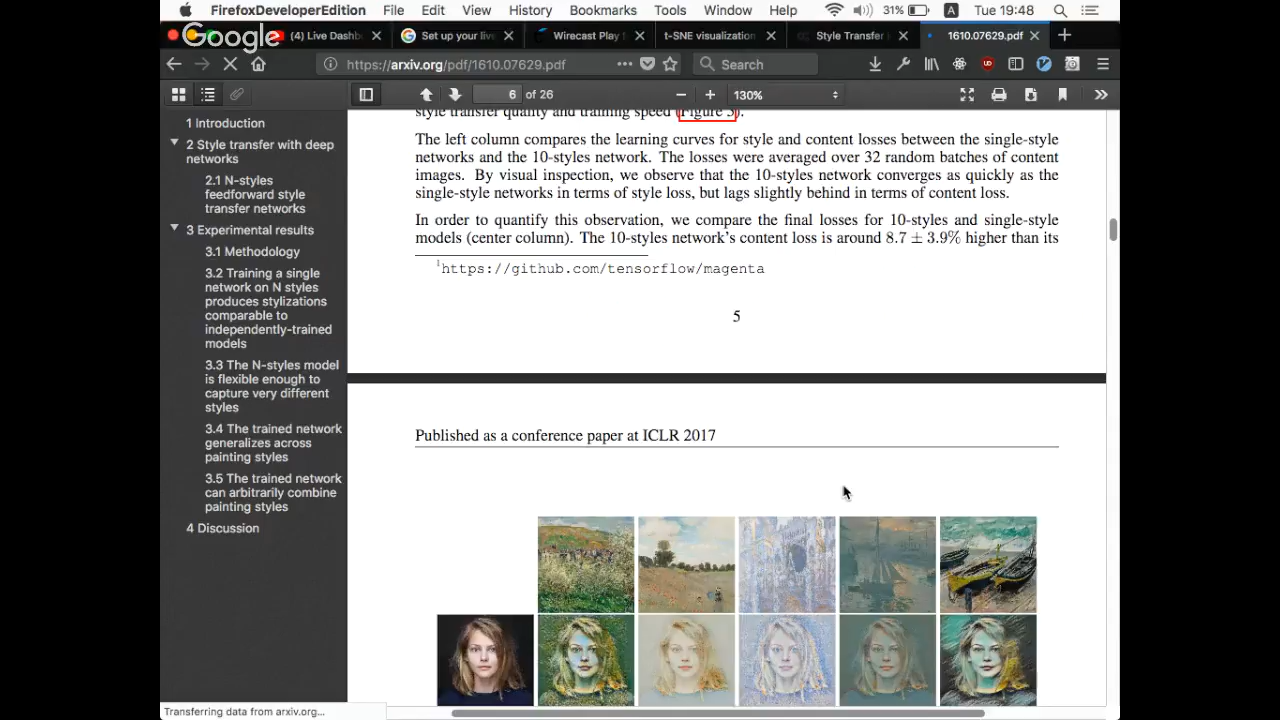 FirefoxDeveloperEdition File Edit View History Bookmarks Tools Window Help 31% A Tue 19:48
Google
(4) Live Dashb Set up your live Wirecast Play t-SNE visualization Style Transfer 1610.07629.pdf
https://arxiv.org/pdf/1610.07629.pdf Search
6 of 26 130%
1 Introduction
2 Style transfer with deep
networks
2.1 N-styles
feedforward style
transfer networks
3 Experimental results
3.1 Methodology
3.2 Training a single
network on N styles
produces stylizations
comparable to
independently-trained
models
3.3 The N-styles model
is flexible enough to
capture very different
styles
3.4 The trained network
generalizes across
painting styles
3.5 The trained network
can arbitrarily combine
painting styles
4 Discussion
style transfer quality and training speed (Figure 5).
The left column compares the learning curves for style and content losses between the single-style
networks and the 10-styles network. The losses were averaged over 32 random batches of content
images. By visual inspection, we observe that the 10-styles network converges as quickly as the
single-style networks in terms of style loss, but lags slightly behind in terms of content loss.
In order to quantify this observation, we compare the final losses for 10-styles and single-style
models (center column). The 10-styles network's content loss is around 8.7 ± 3.9% higher than its
1https://github.com/tensorflow/magenta
5
Published as a conference paper at ICLR 2017
Transferring data from arxiv.org...